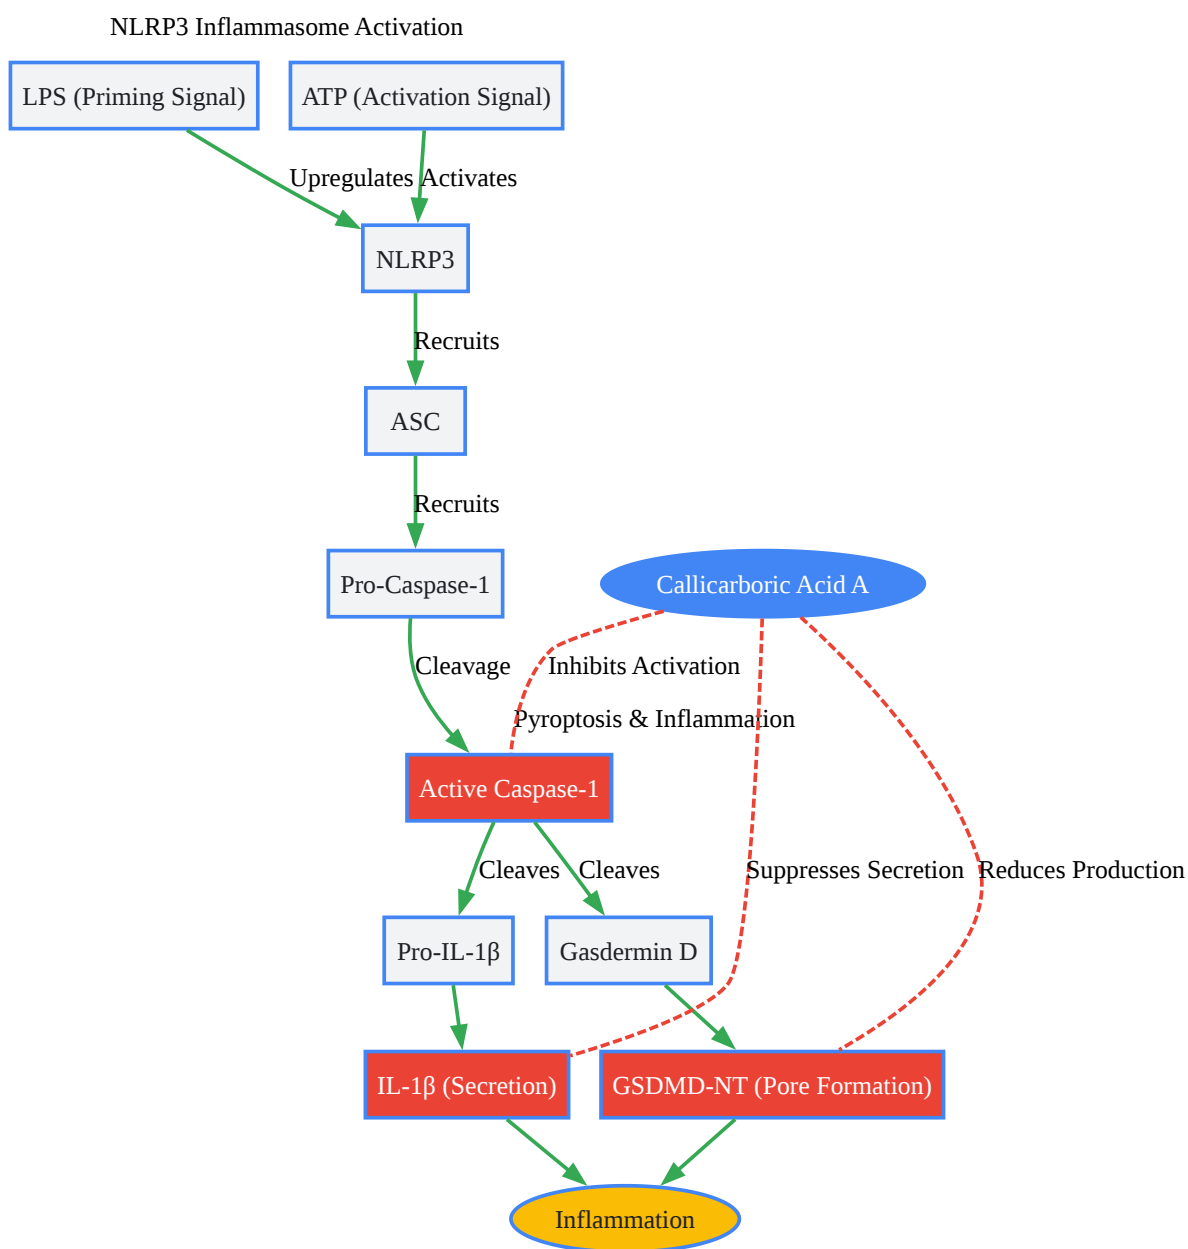 NLRP3 Inflammasome Activation
LPS (Priming Signal)
ATP (Activation Signal)
Upregulates
Activates
NLRP3
Recruits
ASC
Recruits
Pro-Caspase-1
Callicarboric Acid A
Cleavage
Inhibits Activation
Pyroptosis & Inflammation
Active Caspase-1
Cleaves
Cleaves
Suppresses Secretion
Reduces Production
Pro-IL-1β
Gasdermin D
IL-1β (Secretion)
GSDMD-NT (Pore Formation)
Inflammation